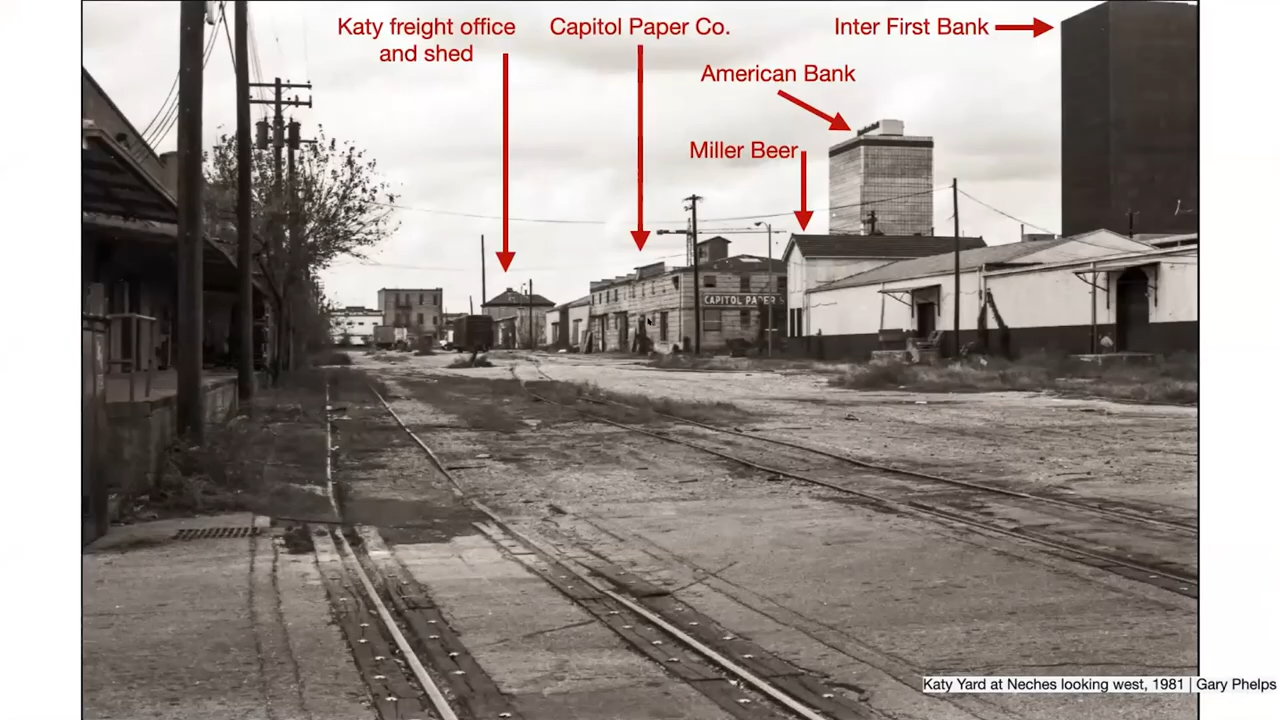 Katy freight office
and shed
Capitol Paper Co.
Inter First Bank
American Bank
Miller Beer
CAPITOL PAPER
Katy Yard at Neches looking west, 1981 | Gary Phelps